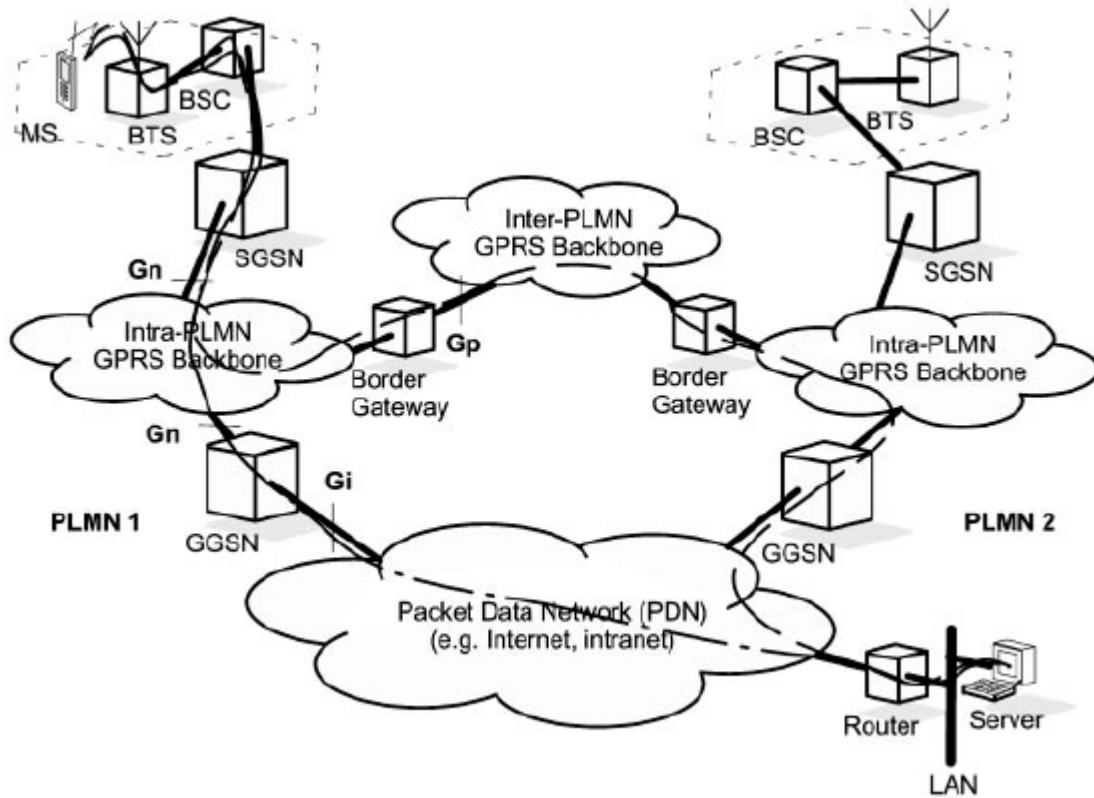 MS
BTS
BSC
SGSN
Gn
Intra-PLMN
GPRS Backbone
Gn
GGSN
PLMN 1
Gi
Border
Gateway
Gp
Inter-PLMN
GPRS Backbone
Border
Gateway
BSC
BTS
SGSN
Intra-PLMN
GPRS Backbone
GGSN
PLMN 2
Packet Data Network (PDN)
(e.g. Internet, intranet)
Router
Server
LAN